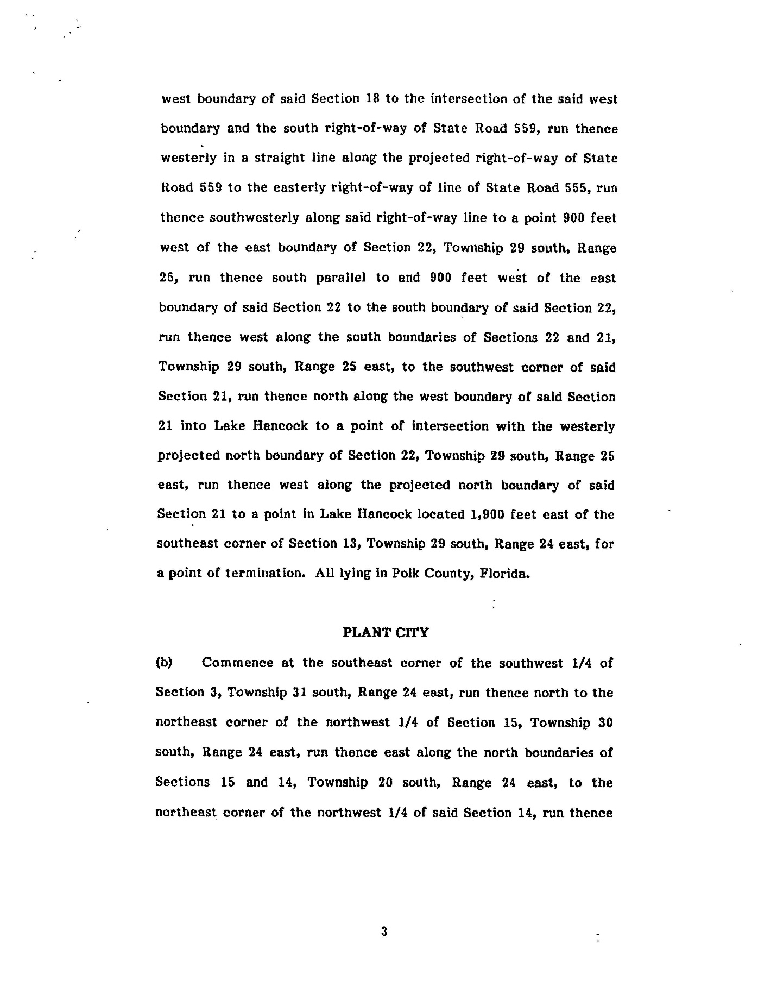 west boundary of said Section 18 to the intersection of the said west
boundary and the south right-of-way of State Road 559, run thence
westerly in a straight line along the projected right-of-way of State
Road 559 to the easterly right-of-way of line of State Road 555, run
thence southwesterly along said right-of-way line to a point 900 feet
west of the east boundary of Section 22, Township 29 south, Range
25, run thence south parallel to and 900 feet west of the east
boundary of said Section 22 to the south boundary of said Section 22,
run thence west along the south boundaries of Sections 22 and 21,
Township 29 south, Range 25 east, to the southwest corner of said
Section 21, run thence north along the west boundary of said Section
21 into Lake Hancock to a point of intersection with the westerly
projected north boundary of Section 22, Township 29 south, Range 25
east, run thence west along the projected north boundary of said
Section 21 to a point in Lake Hancock located 1,900 feet east of the
southeast corner of Section 13, Township 29 south, Range 24 east, for
a point of termination. All lying in Polk County, Florida.
PLANT CITY
(b) Commence at the southeast corner of the southwest 1/4 of
Section 3, Township 31 south, Range 24 east, run thence north to the
northeast corner of the northwest 1/4 of Section 15, Township 30
south, Range 24 east, run thence east along the north boundaries of
Sections 15 and 14, Township 20 south, Range 24 east, to the
northeast corner of the northwest 1/4 of said Section 14, run thence
3